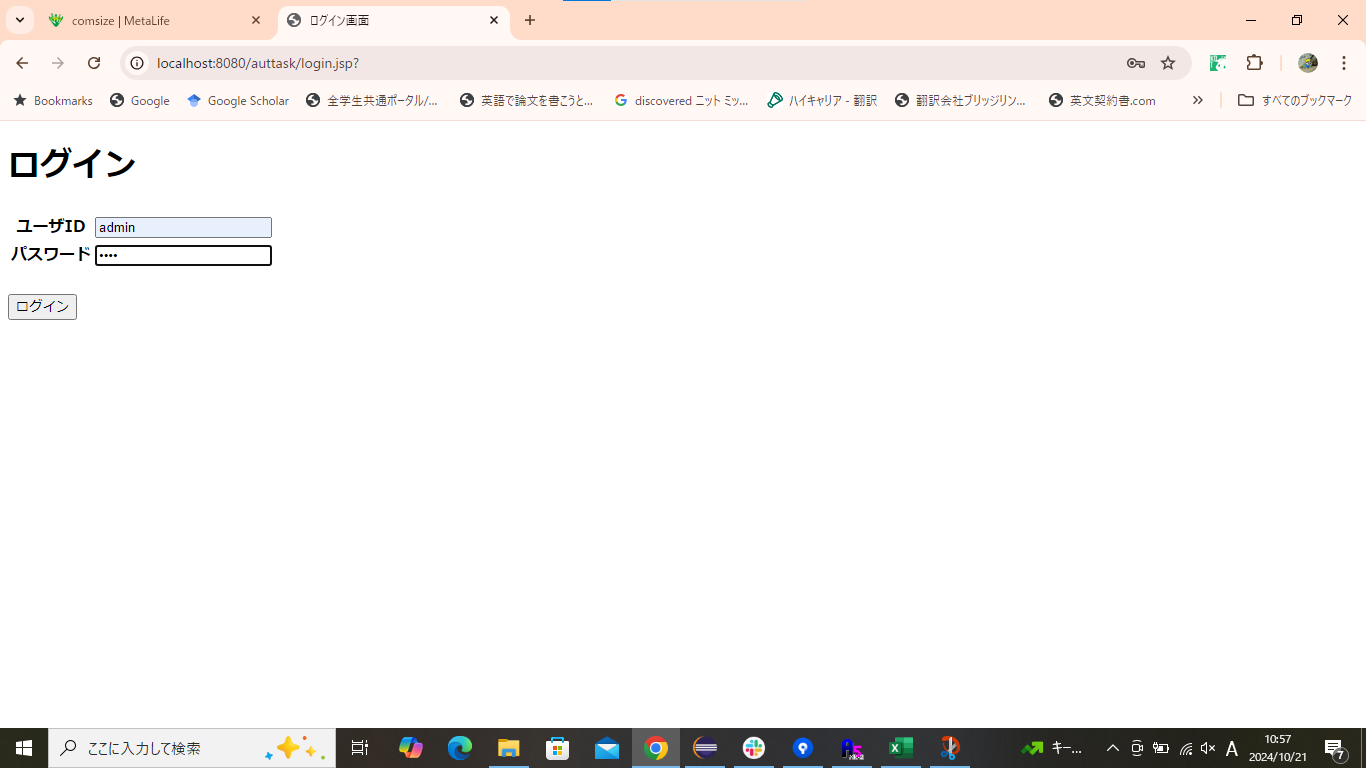 comsize | MetaLife
ログイン画面
localhost:8080/auttask/login.jsp?
Bookmarks
Google
Google Scholar
全学生共通ポータル/...
英語で論文を書こうと...
discovered ニット ミッ...
ハイキャリア - 翻訳
翻訳会社ブリッジリン...
英文契約書.com
すべてのブックマーク
ログイン
ユーザID admin
パスワード ••••
ログイン
ここに入力して検索
キー...
A
10:57
2024/10/21
7